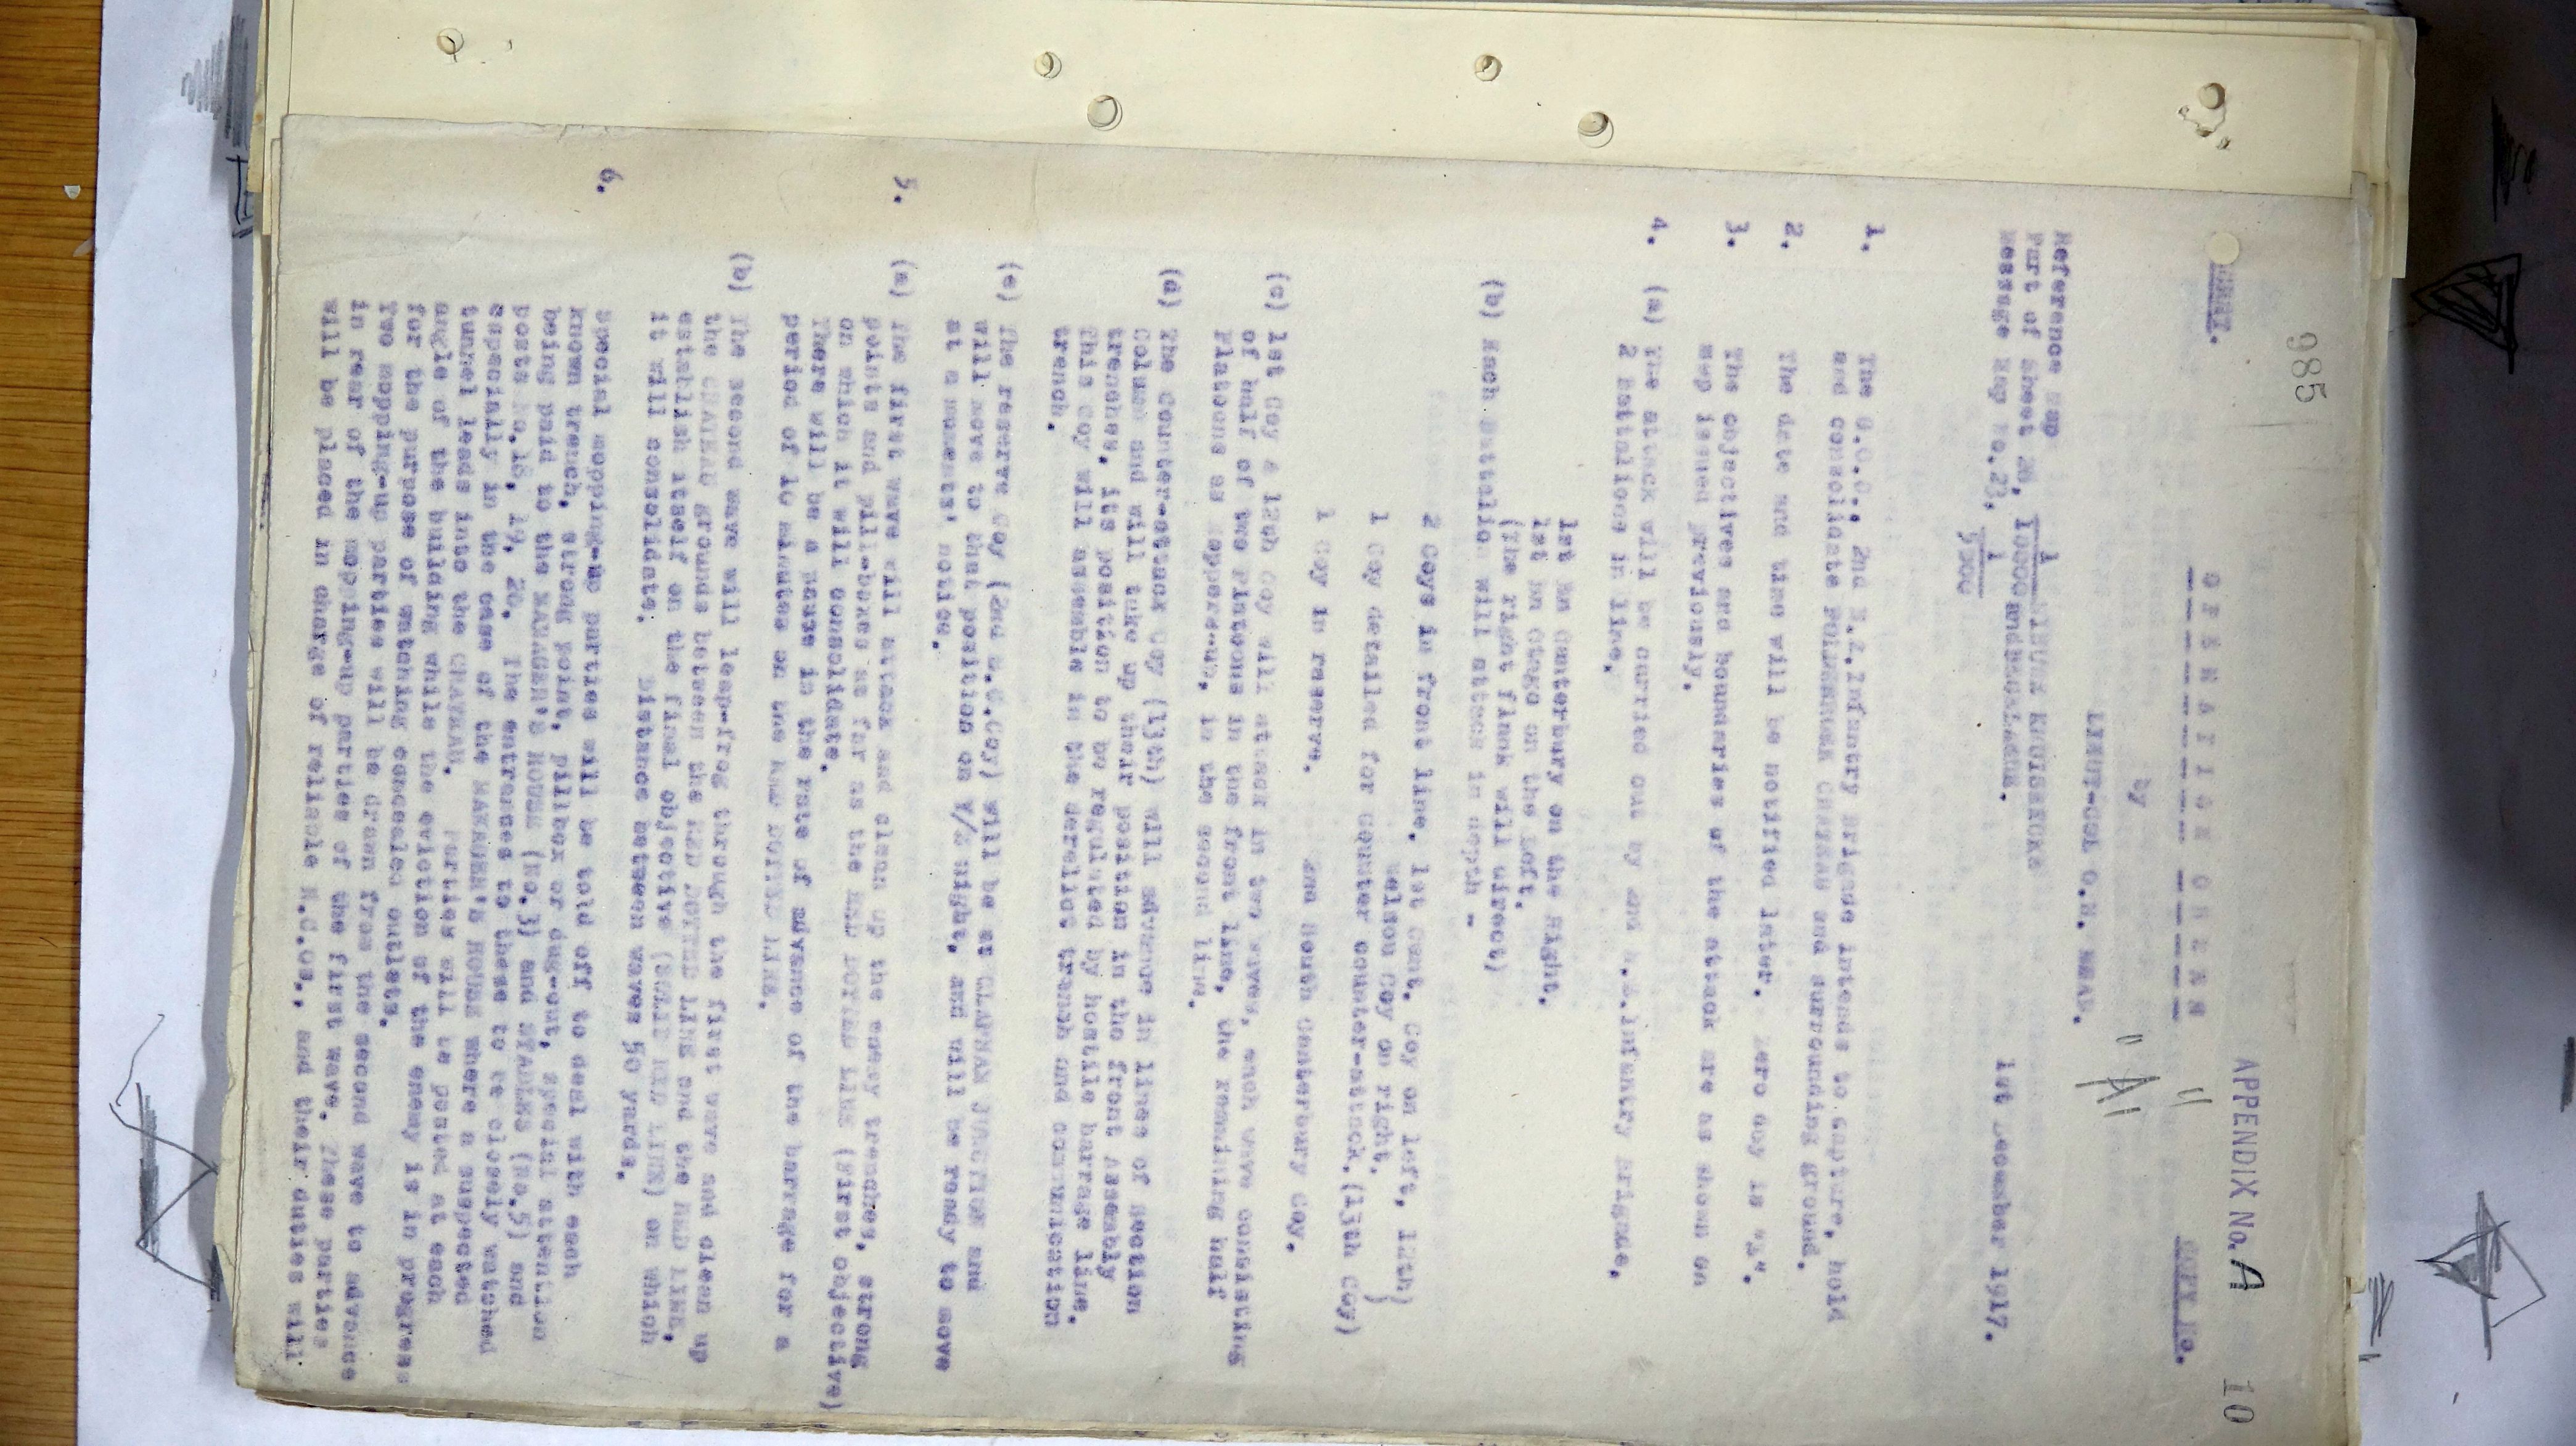 985
APPENDIX No. A 10
SECRET.
"A"
COPY No.
OPERATION ORDER
by
LIEUT-COL O.H. MEAD.
Reference Map
Part of Sheet 28, 1/10000
Message Map No.23, 1/5000 and
1st December 1917.
1. The G.O.C., 2nd N.Z.Infantry Brigade intends to capture, hold
and consolidate POLDERHOEK CHATEAU and surrounding ground.
2. The date and time will be notified later. Zero day is
3. The objectives and boundaries of the attack are as shown on
map issued previously.
4. (a) The attack will be carried out by 2nd N.Z.Infantry Brigade,
2 Battalions in line.
1st Bn Canterbury on the Right.
1st Bn Otago on the Left.
(The right flank will direct)
(b) Each Battalion will attack in depth -
2 Coys in front line. 1st Cant. Coy on left, 12th)
Nelson Coy on right. )
1 Coy detailed for counter counter-attack.(13th Coy)
1 Coy in reserve. 2nd South Canterbury Coy.
(c) 1st Coy & 12th Coy will attack in two waves, each wave consisting
of half of two Platoons in the front line, the remaining half
Platoons as moppers-up, in the second line.
(d) The counter-attack Coy (13th) will advance in lines of Section
Column and will take up their position in the front Assembly
trenches, its position to be regulated by hostile barrage line.
This Coy will assemble in the derelict trench and communication
trench.
(e) The reserve Coy (2nd S.C.Coy) will be at CLAPHAM JUNCTION and
will move to that position on Y/Z night, and will be ready to move
at a moments' notice.
5. (a) The first wave will attack and clean up the enemy trenches, strong
points and pill-boxes as far as the RED DOTTED LINE (First objective)
on which it will consolidate.
There will be a pause in the rate of advance of the barrage for a
period of 10 minutes on the RED DOTTED LINE.
(b) The second wave will leap-frog through the first wave and clean up
the CHATEAU grounds between the RED DOTTED LINE and the RED LINE,
establish itself on the final objective (SOLID RED LINE) on which
it will consolidate. Distance between waves 50 yards.
6. Special mopping-up parties will be told off to deal with each
known trench, strong point, pillbox or dug-out, special attention
being paid to the MANAGER'S HOUSE (No.3) and STABLES (No.5) and
posts No.18, 19, 20. The entrances to these to be closely watched
especially in the case of the MANAGER'S HOUSE where a suspected
tunnel leads into the CHATEAU. Parties will be posted at each
angle of the building while the eviction of the enemy is in progress
for the purpose of watching concealed outlets.
Two mopping-up parties will be drawn from the second wave to advance
in rear of the mopping-up parties of the first wave. These parties
will be placed in charge of reliable N.C.Os., and their duties will